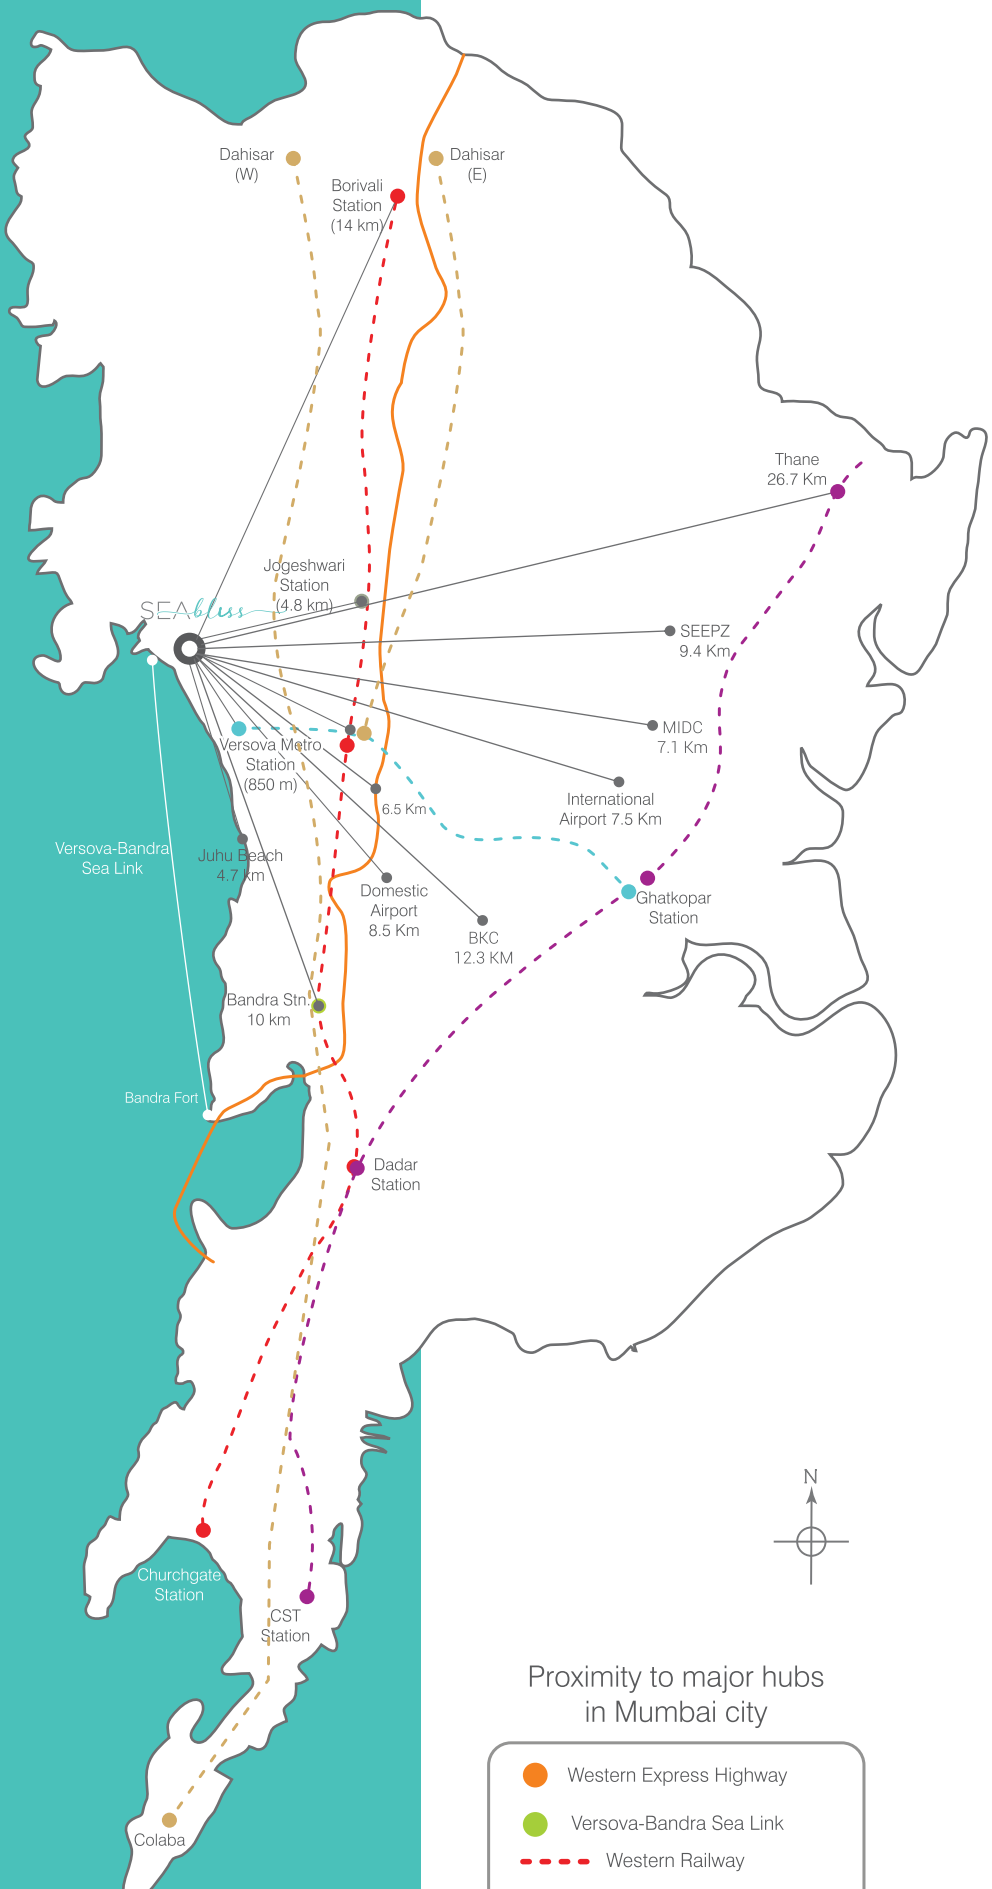 Dahisar
(W)
Dahisar
(E)
Borivali
Station
(14 km)
Thane
26.7 Km
Jogeshwari
Station
(4.8 km)
SEAbliss
SEEPZ
9.4 Km
MIDC
7.1 Km
Versova Metro
Station
(850 m)
International
Airport 7.5 Km
6.5 Km
Versova-Bandra
Sea Link
Juhu Beach
4.7 km
Domestic
Airport
8.5 Km
Ghatkopar
Station
BKC
12.3 KM
Bandra Stn.
10 km
Bandra Fort
Dadar
Station
N
Churchgate
Station
CST
Station
Colaba
Proximity to major hubs
in Mumbai city
Western Express Highway
Versova-Bandra Sea Link
Western Railway